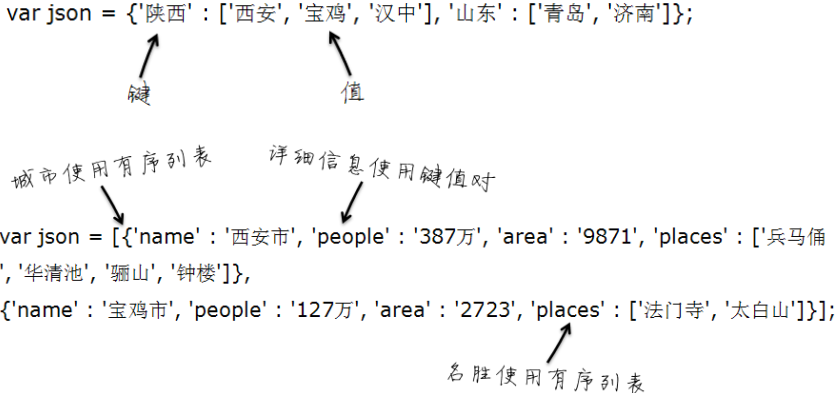 var json = {'陕西' : ['西安', '宝鸡', '汉中'], '山东' : ['青岛', '济南']};
键 值
城市使用有序列表 详细信息使用键值对
var json = [{'name' : '西安市', 'people' : '387万', 'area' : '9871', 'places' : ['兵马俑
', '华清池', '骊山', '钟楼']},
{'name' : '宝鸡市', 'people' : '127万', 'area' : '2723', 'places' : ['法门寺', '太白山']}];
名胜使用有序列表